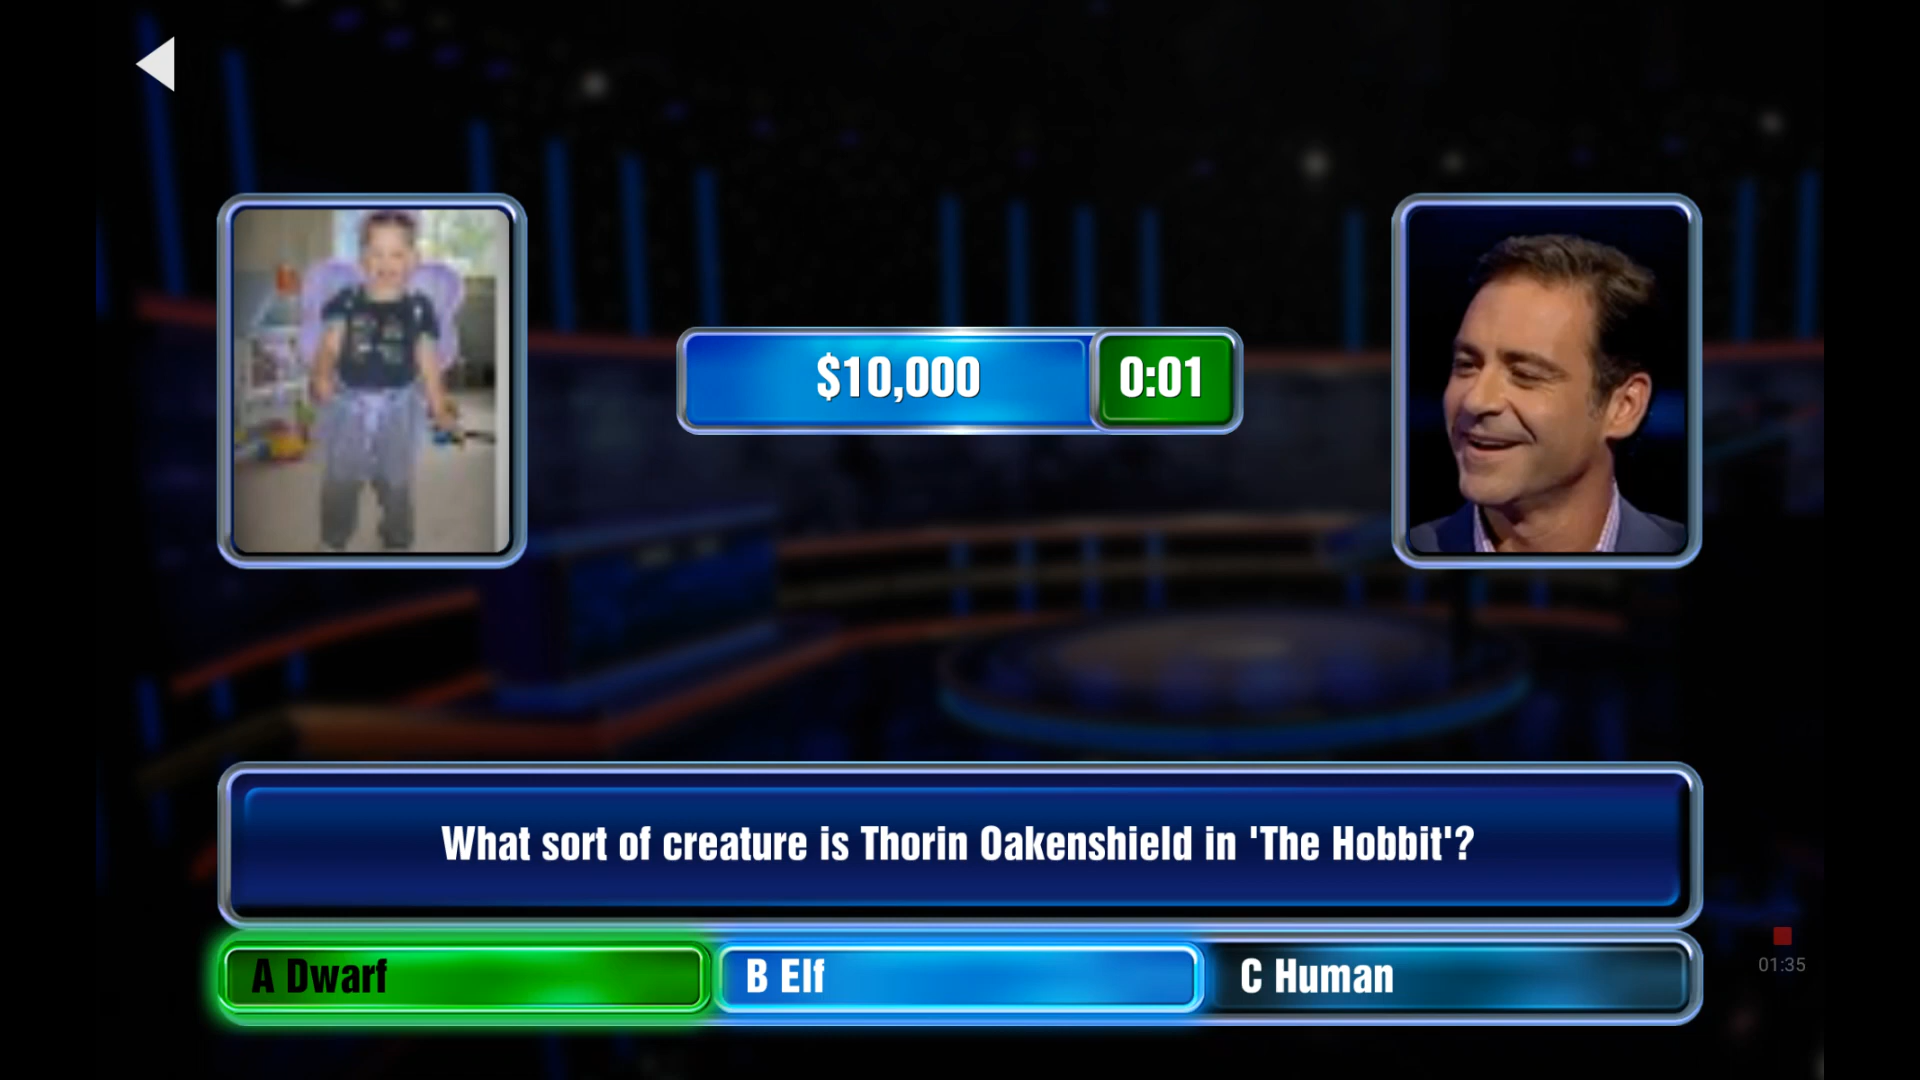 $10,000
0:01
What sort of creature is Thorin Oakenshield in 'The Hobbit'?
A Dwarf
B Elf
C Human
01:35